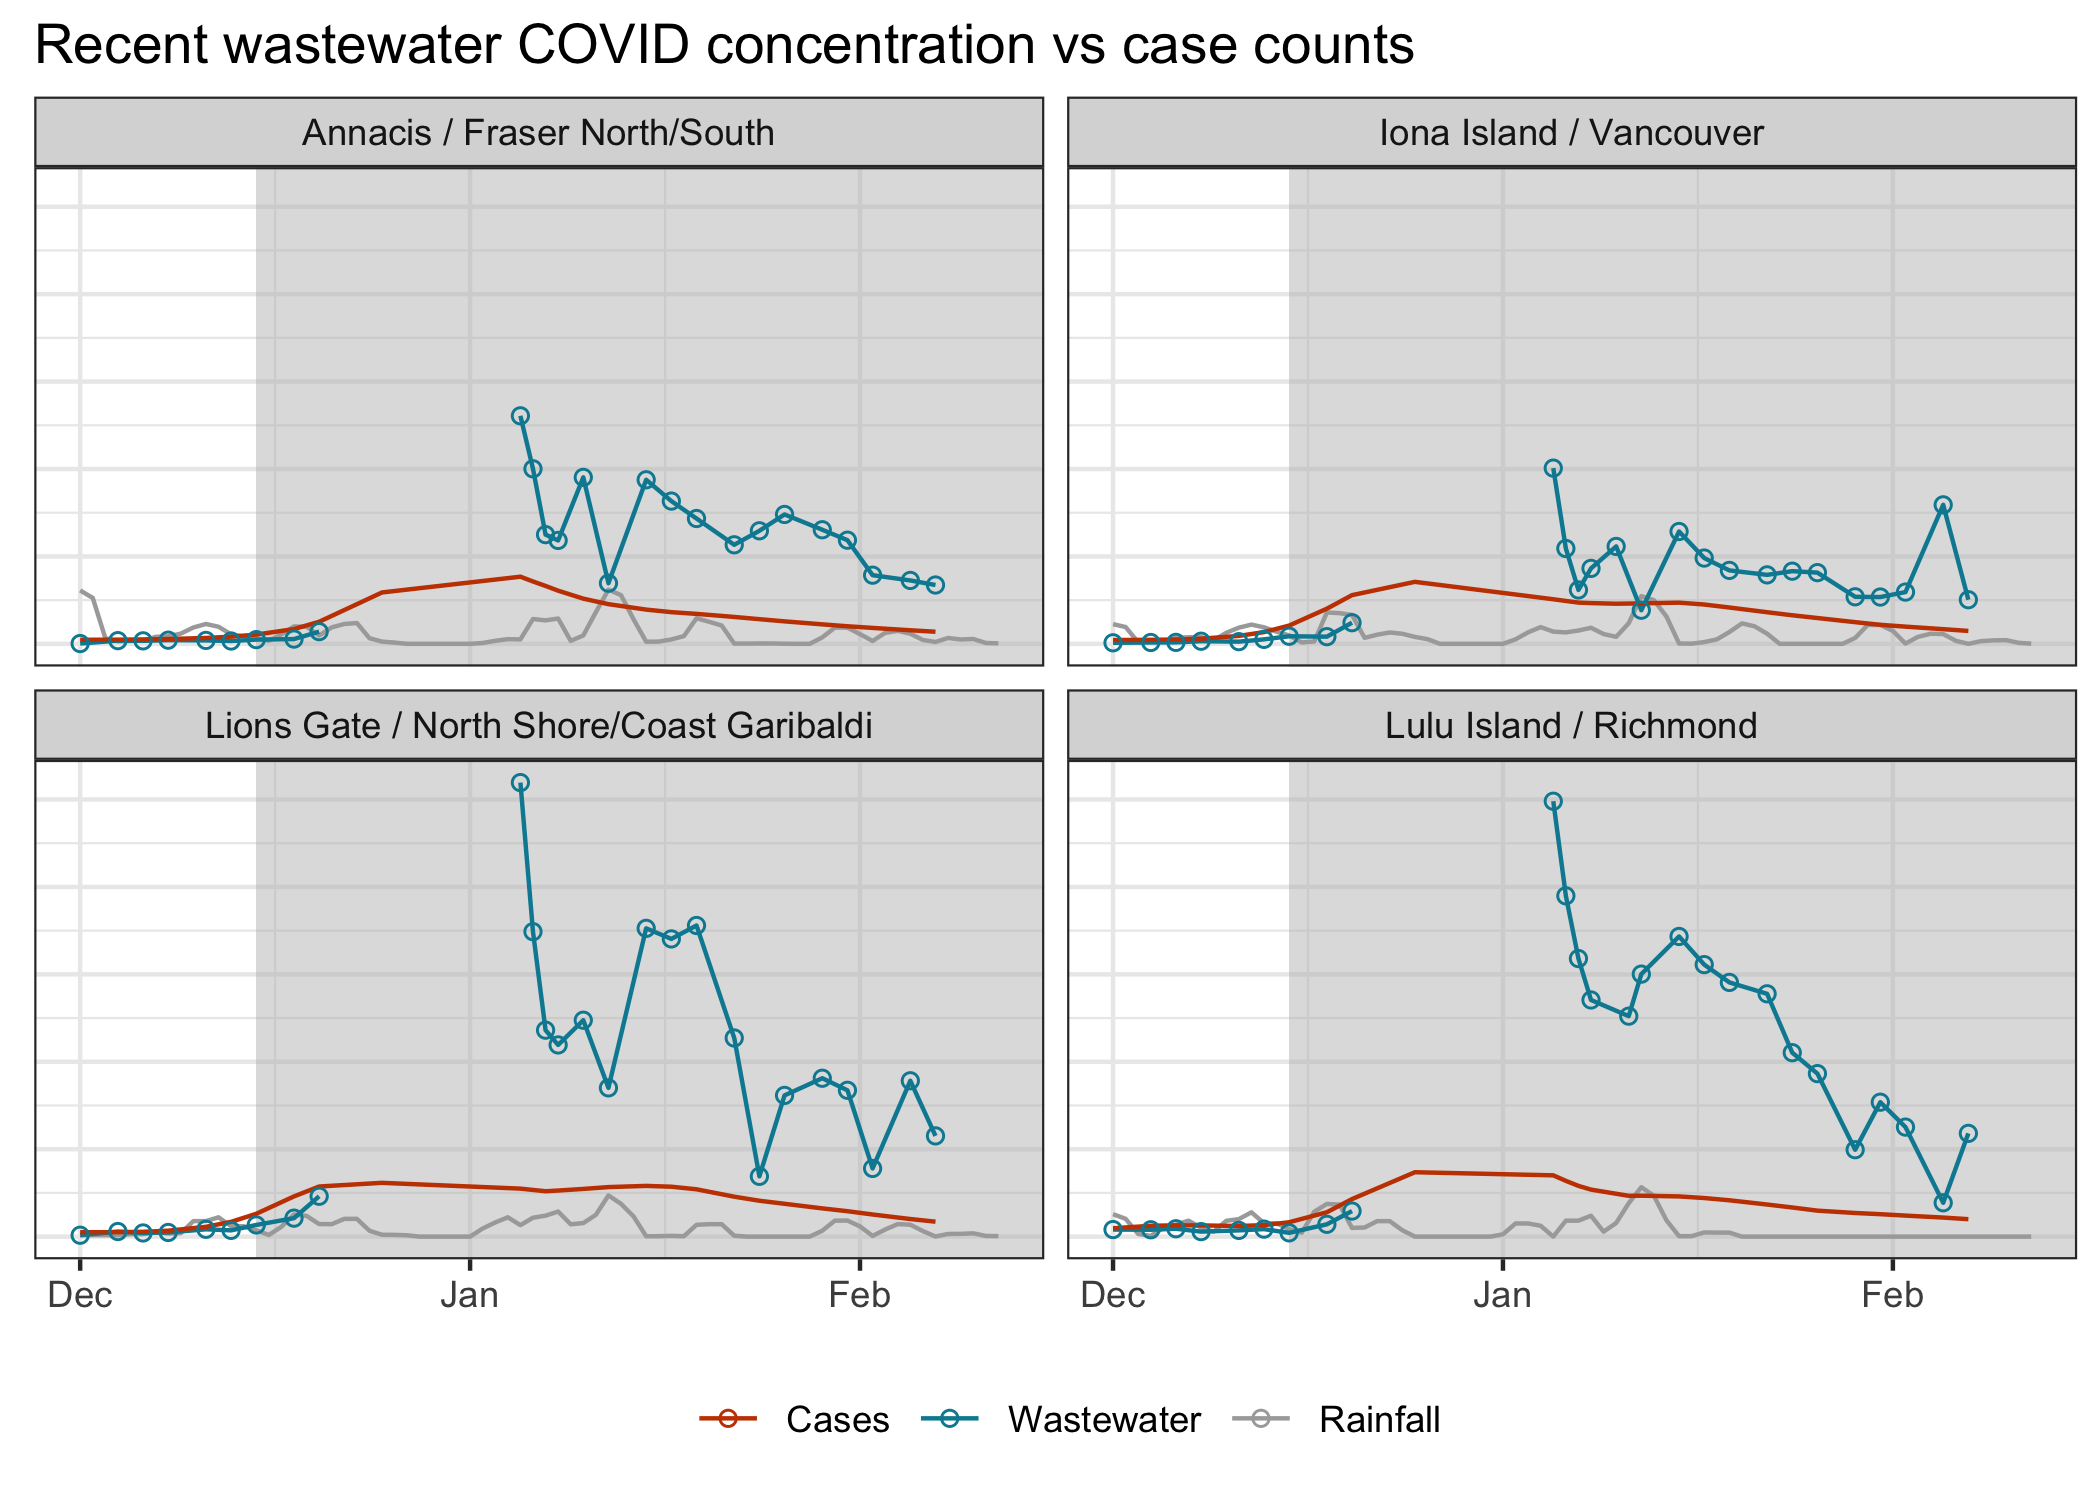 Recent wastewater COVID concentration vs case counts
Annacis / Fraser North/South
Iona Island / Vancouver
Lions Gate / North Shore/Coast Garibaldi
Lulu Island / Richmond
Dec Jan Feb Dec Jan Feb
Cases Wastewater Rainfall